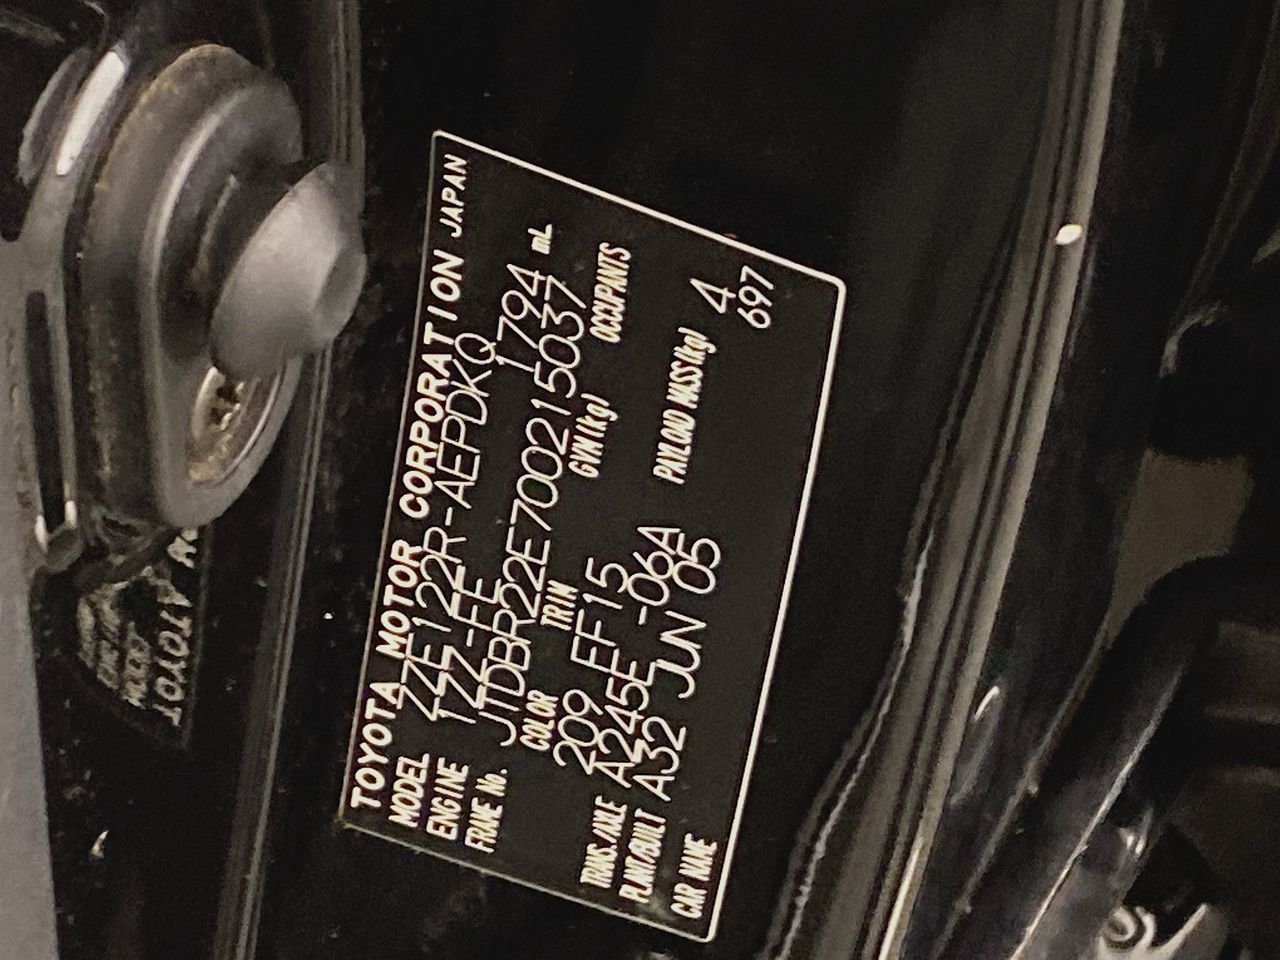 TOYOTA MOTOR CORPORATION JAPAN
MODEL ZZE122R-AEPDKQ
ENGINE 1ZZ-FE 1794 mL
FRAME No. JTDBR22E700215037
COLOR TRIM GVM(kg) OCCUPANTS
209 FF15 4
TRANS./AXLE A245E -06A PAYLOAD MASS(kg) 697
PLANT/BUILT A32 JUN 05
CAR NAME
TOYOTA
MODEL